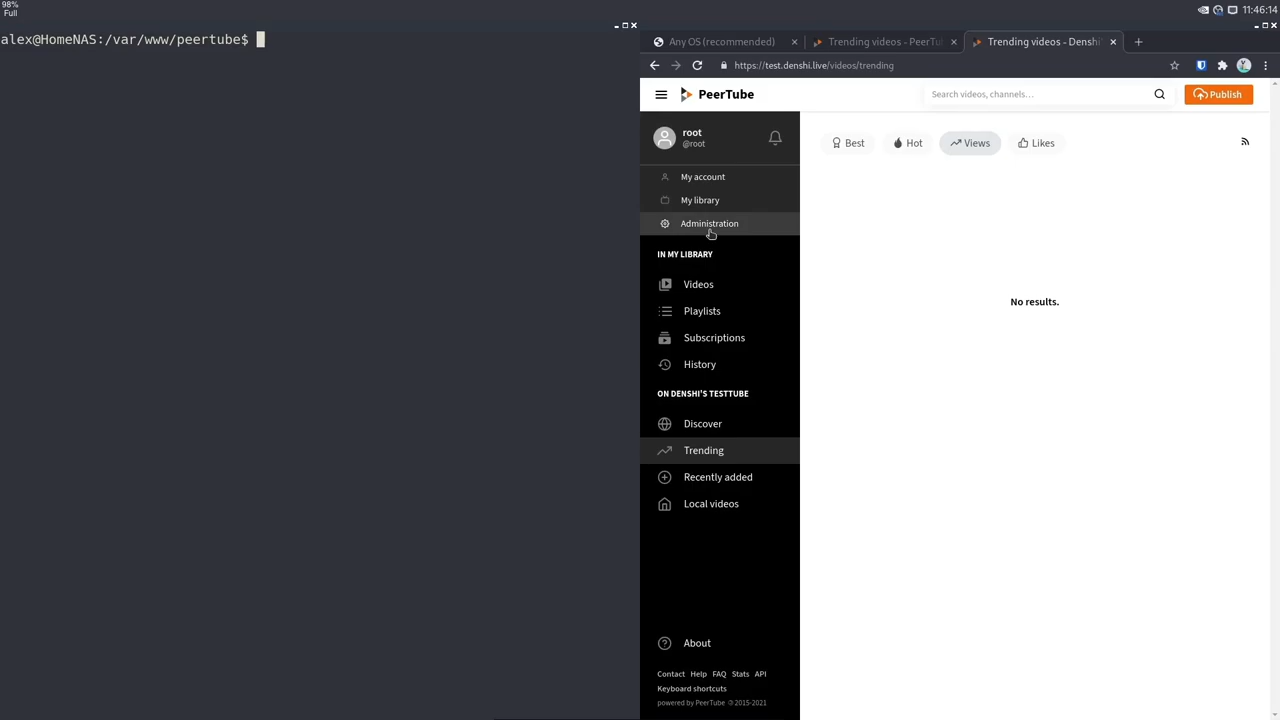 98%
Full
11:46:14
alex@HomeNAS:/var/www/peertube$
Any OS (recommended)
Trending videos - PeerTu
Trending videos - Denshi
https://test.denshi.live/videos/trending
PeerTube
Search videos, channels…
Publish
root
@root
My account
My library
Administration
IN MY LIBRARY
Videos
Playlists
Subscriptions
History
ON DENSHI'S TESTTUBE
Discover
Trending
Recently added
Local videos
About
Contact Help FAQ Stats API
Keyboard shortcuts
powered by PeerTube © 2015-2021
Best
Hot
Views
Likes
No results.